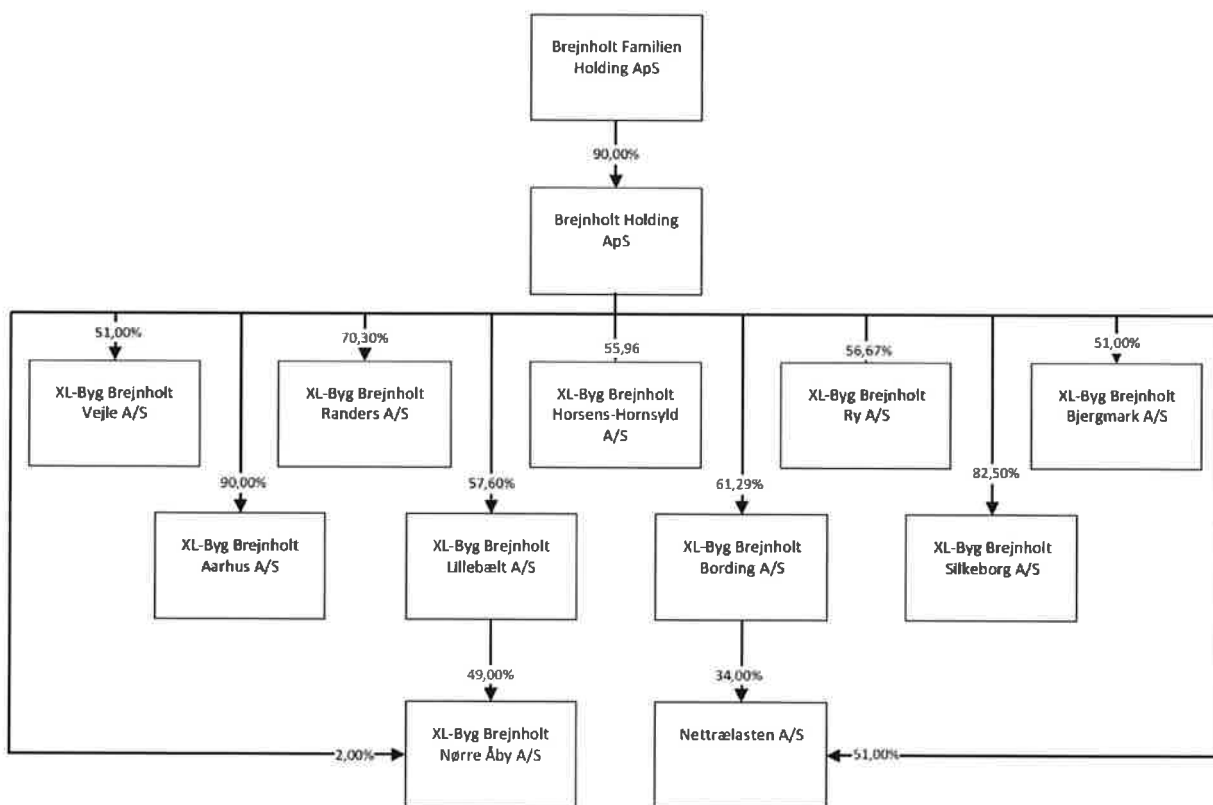 Brejnholt Familien
Holding ApS
90,00%
Brejnholt Holding
ApS
51,00%
70,30%
55,96
56,67%
51,00%
XL-Byg Brejnholt
Vejle A/S
XL-Byg Brejnholt
Randers A/S
XL-Byg Brejnholt
Horsens-Hornsyld
A/S
XL-Byg Brejnholt
Ry A/S
XL-Byg Brejnholt
Bjergmark A/S
90,00%
57,60%
61,29%
82,50%
XL-Byg Brejnholt
Aarhus A/S
XL-Byg Brejnholt
Lillebælt A/S
XL-Byg Brejnholt
Bording A/S
XL-Byg Brejnholt
Silkeborg A/S
49,00%
34,00%
XL-Byg Brejnholt
Nørre Åby A/S
Nettrælasten A/S
2,00%
51,00%